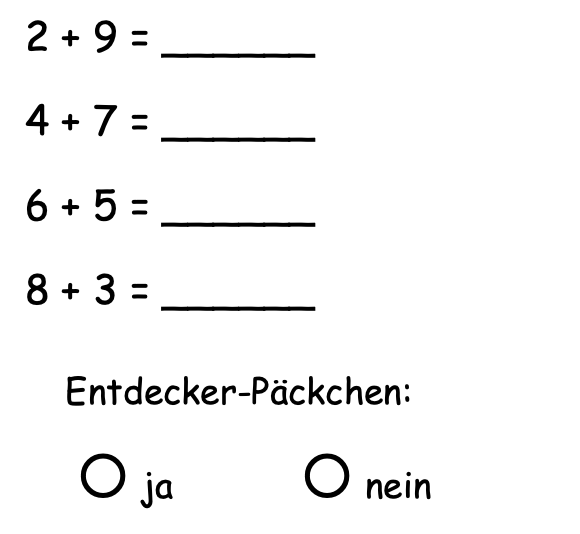 2 + 9 = ______
4 + 7 = ______
6 + 5 = ______
8 + 3 = ______
Entdecker-Päckchen:
ja nein